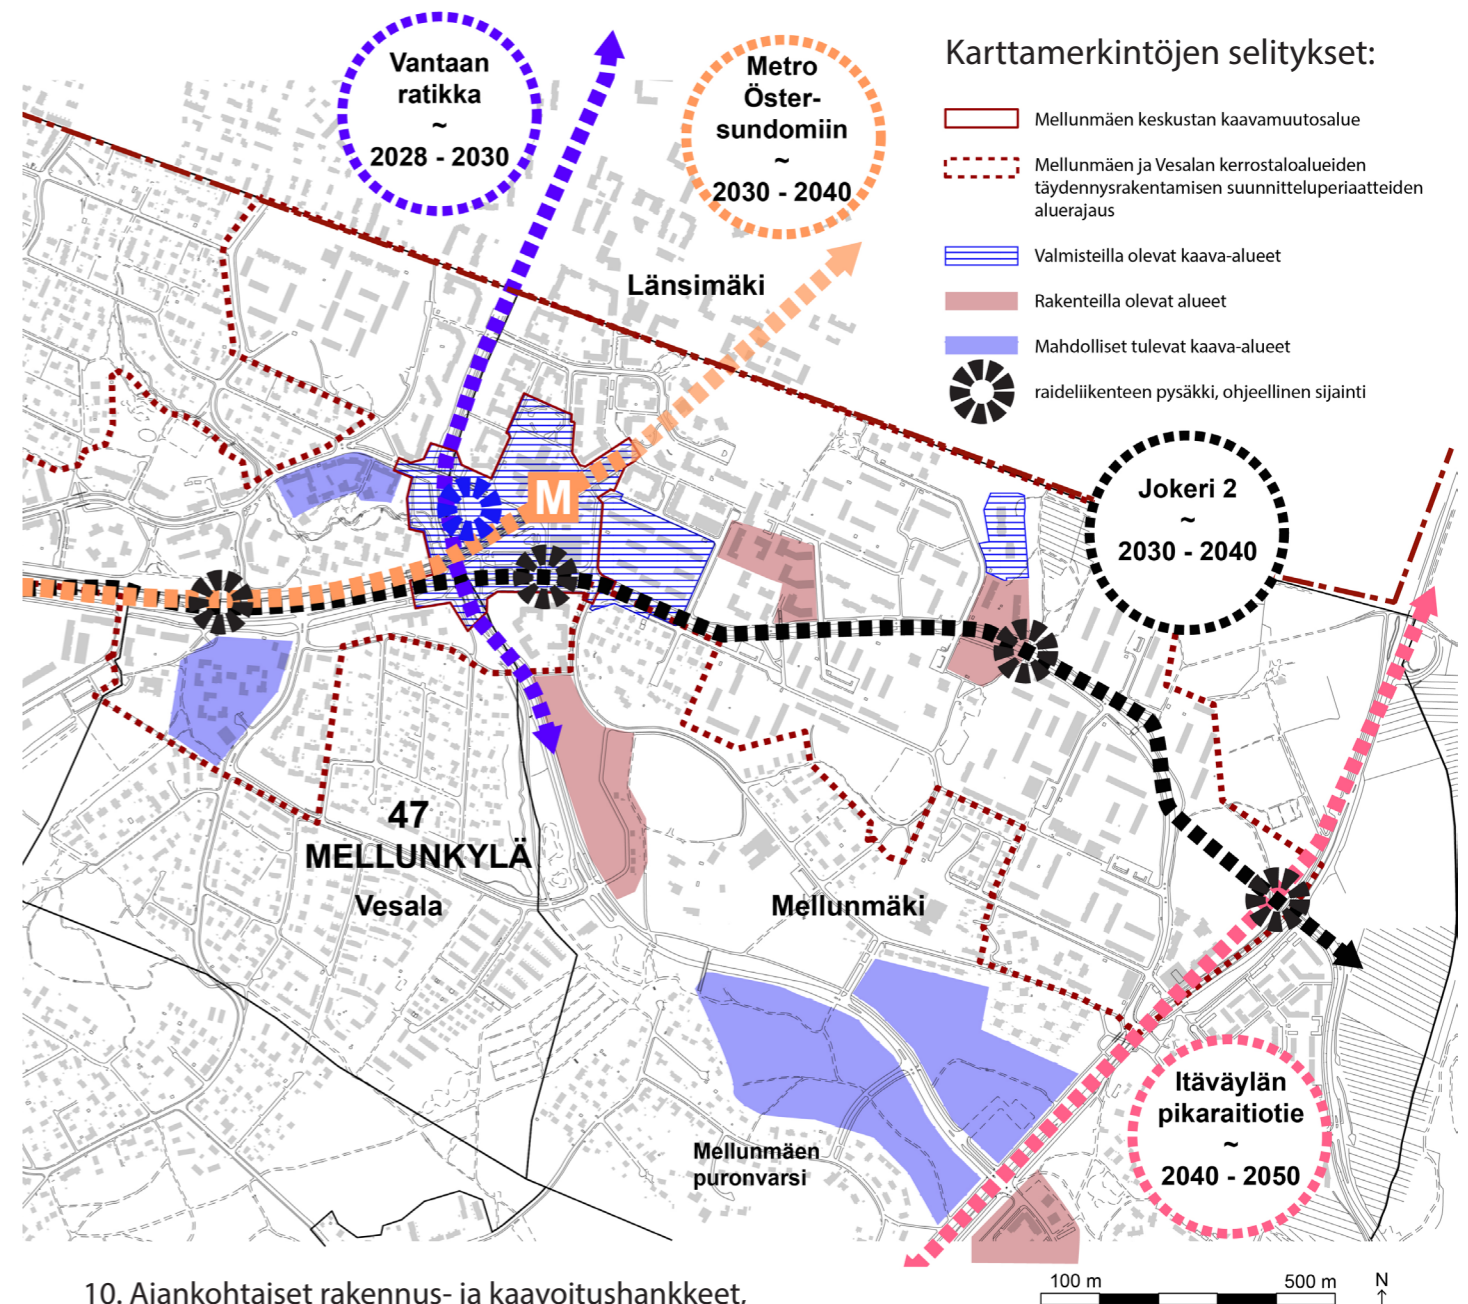 Vantaan
ratikka
~
2028 - 2030
Metro
Öster-
sundomiin
~
2030 - 2040
Karttamerkintöjen selitykset:
Mellunmäen keskustan kaavamuutosalue
Mellunmäen ja Vesalan kerrostaloalueiden
täydennysrakentamisen suunnitteluperiaatteiden
aluerajaus
Valmisteilla olevat kaava-alueet
Rakenteilla olevat alueet
Mahdolliset tulevat kaava-alueet
raideliikenteen pysäkki, ohjeellinen sijainti
Länsimäki
M
Jokeri 2
~
2030 - 2040
47
MELLUNKYLÄ
Vesala
Mellunmäki
Mellunmäen
puronvarsi
Itäväylän
pikaraitiotie
~
2040 - 2050
10. Ajankohtaiset rakennus- ja kaavoitushankkeet,
100 m
500 m
N